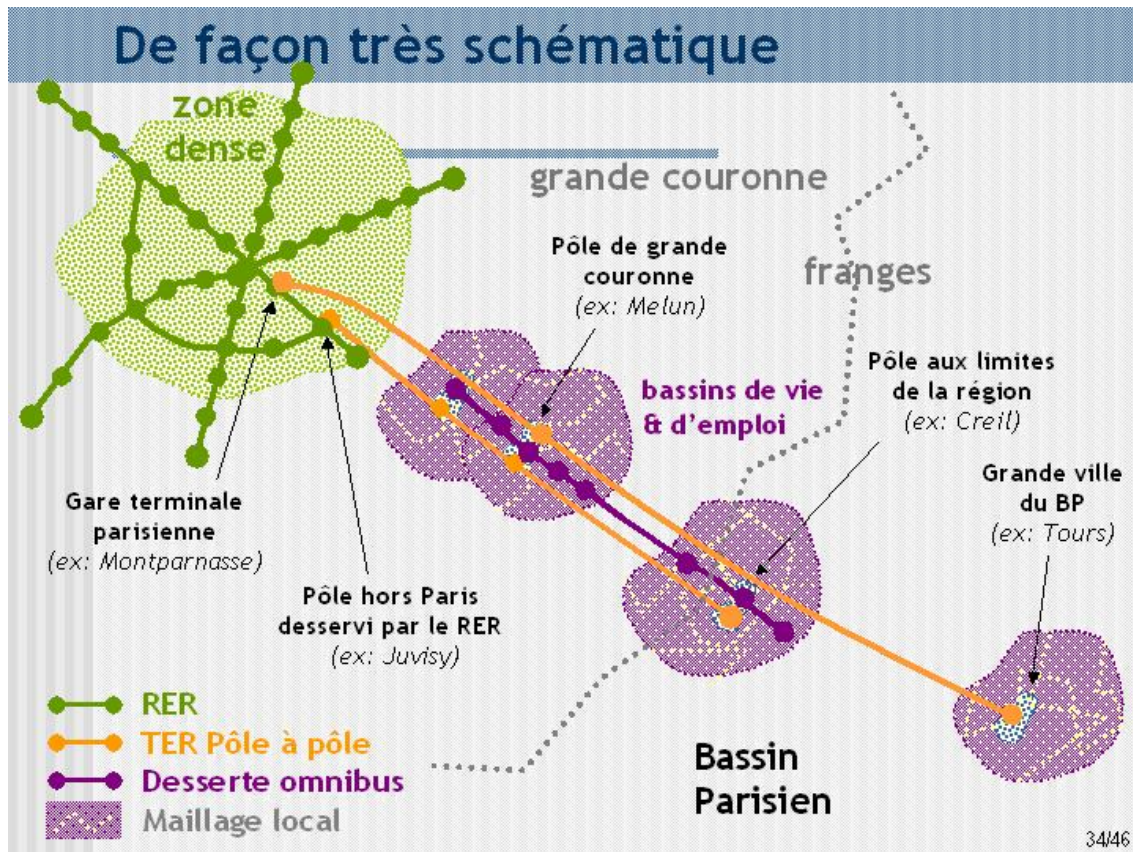 De façon très schématique
zone
dense
grande couronne
franges
Pôle de grande
couronne
(ex: Melun)
Pôle aux limites
de la région
(ex: Creil)
bassins de vie
& d'emploi
Grande ville
du BP
(ex: Tours)
Gare terminale
parisienne
(ex: Montparnasse)
Pôle hors Paris
desservi par le RER
(ex: Juvisy)
RER
TER Pôle à pôle
Desserte omnibus
Maillage local
Bassin
Parisien
34/46